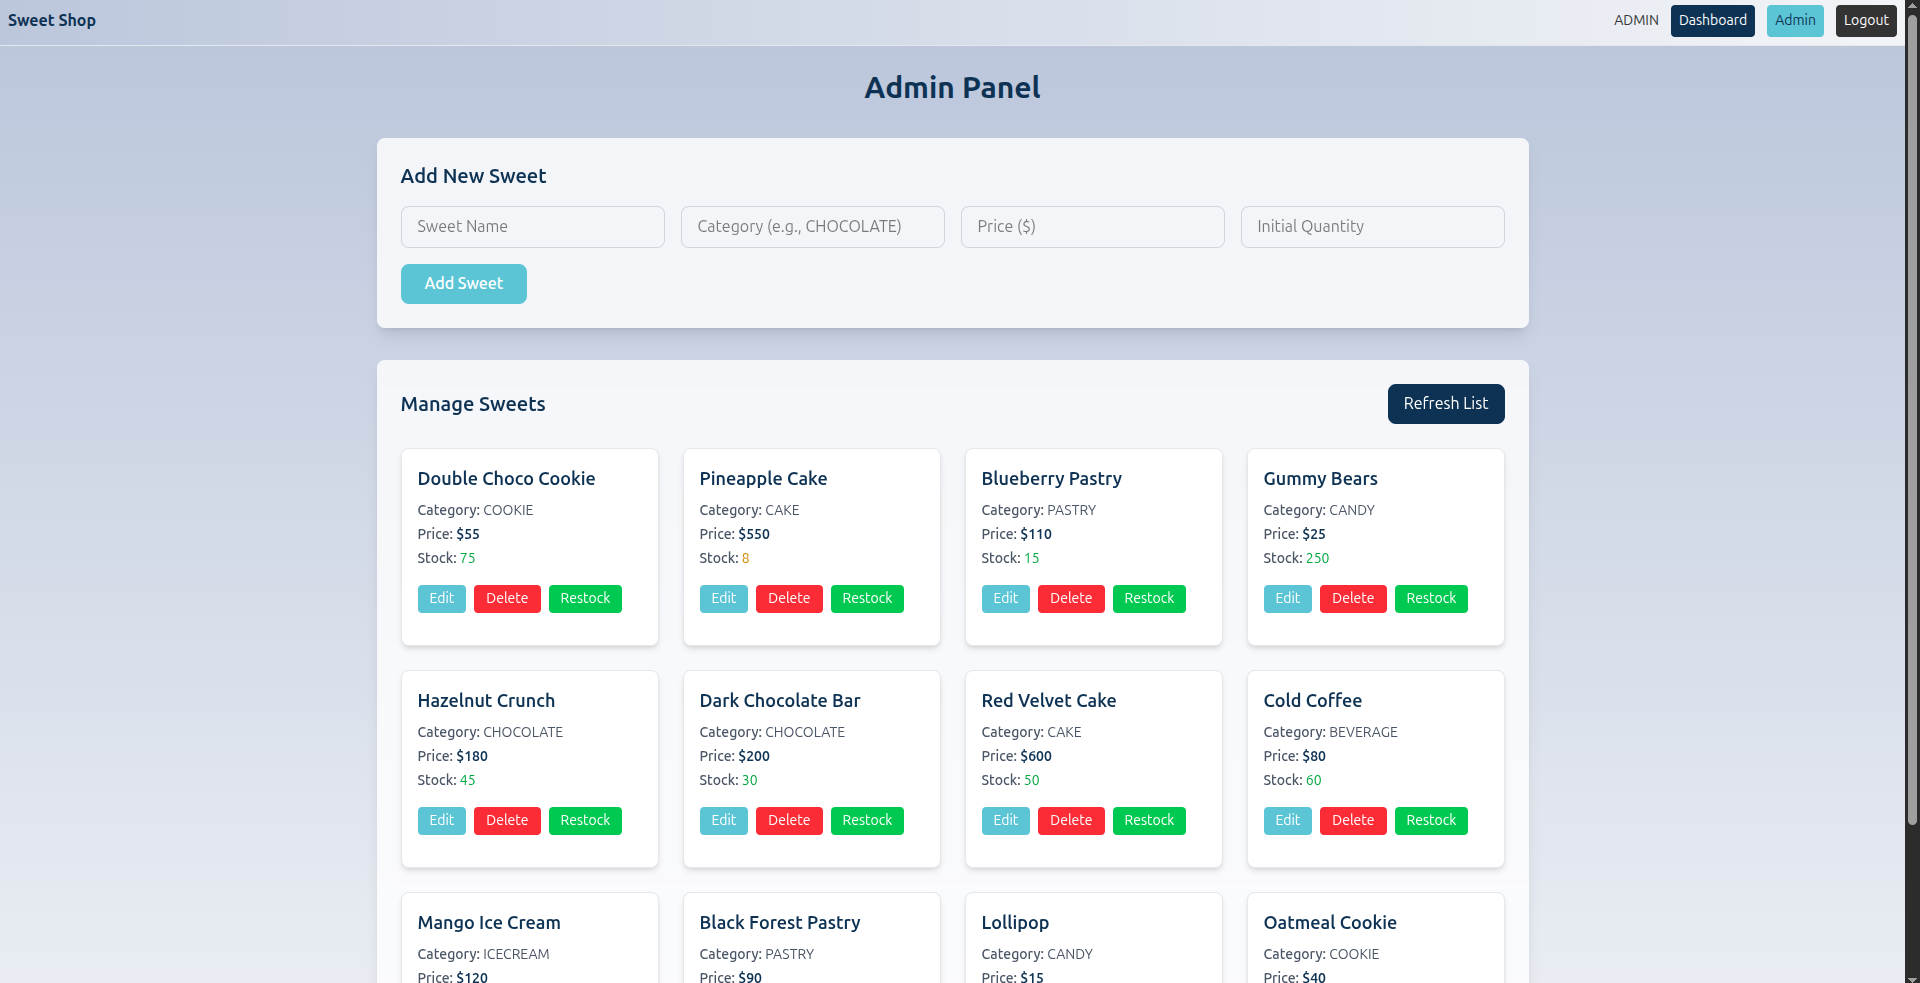 Sweet Shop
ADMIN Dashboard Admin Logout
Admin Panel
Add New Sweet
Sweet Name Category (e.g., CHOCOLATE) Price ($) Initial Quantity
Add Sweet
Manage Sweets
Refresh List
Double Choco Cookie
Category: COOKIE
Price: $55
Stock: 75
Edit Delete Restock
Pineapple Cake
Category: CAKE
Price: $550
Stock: 8
Edit Delete Restock
Blueberry Pastry
Category: PASTRY
Price: $110
Stock: 15
Edit Delete Restock
Gummy Bears
Category: CANDY
Price: $25
Stock: 250
Edit Delete Restock
Hazelnut Crunch
Category: CHOCOLATE
Price: $180
Stock: 45
Edit Delete Restock
Dark Chocolate Bar
Category: CHOCOLATE
Price: $200
Stock: 30
Edit Delete Restock
Red Velvet Cake
Category: CAKE
Price: $600
Stock: 50
Edit Delete Restock
Cold Coffee
Category: BEVERAGE
Price: $80
Stock: 60
Edit Delete Restock
Mango Ice Cream
Category: ICECREAM
Price: $120
Black Forest Pastry
Category: PASTRY
Price: $90
Lollipop
Category: CANDY
Price: $15
Oatmeal Cookie
Category: COOKIE
Price: $40